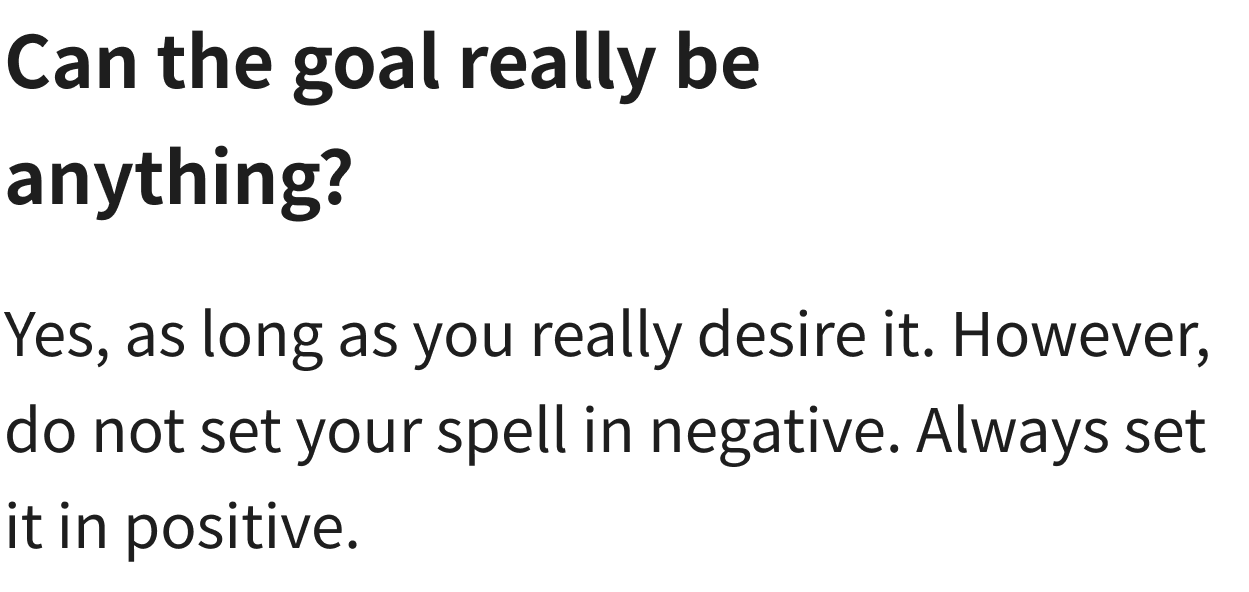 Can the goal really be
anything?
Yes, as long as you really desire it. However,
do not set your spell in negative. Always set
it in positive.